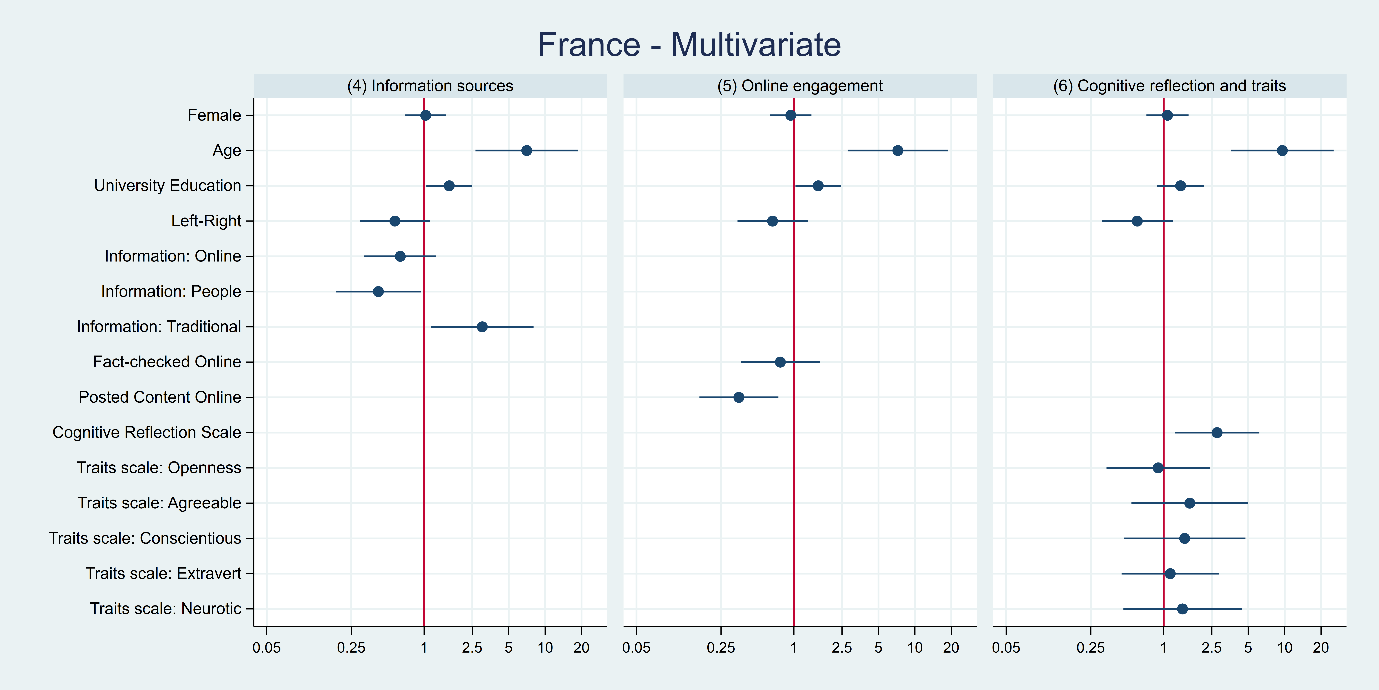 France - Multivariate
(4) Information sources
(5) Online engagement
(6) Cognitive reflection and traits
Female
Age
University Education
Left-Right
Information: Online
Information: People
Information: Traditional
Fact-checked Online
Posted Content Online
Cognitive Reflection Scale
Traits scale: Openness
Traits scale: Agreeable
Traits scale: Conscientious
Traits scale: Extravert
Traits scale: Neurotic
0.05 0.25 1 2.5 5 10 20
0.05 0.25 1 2.5 5 10 20
0.05 0.25 1 2.5 5 10 20